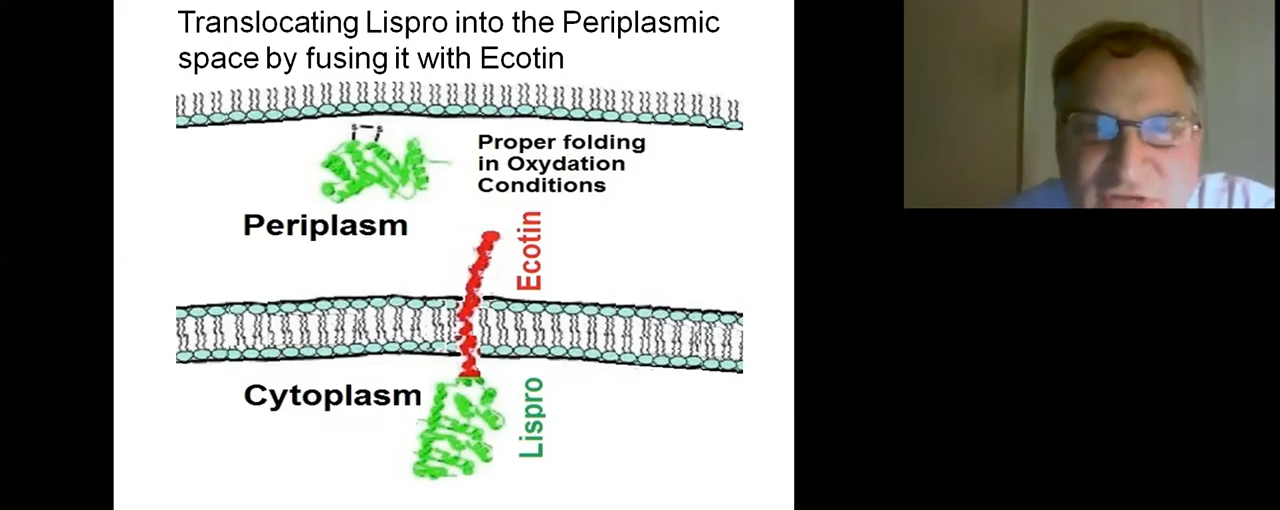 Translocating Lispro into the Periplasmic
space by fusing it with Ecotin
S S
Proper folding
in Oxydation
Conditions
Periplasm
Ecotin
Cytoplasm
Lispro